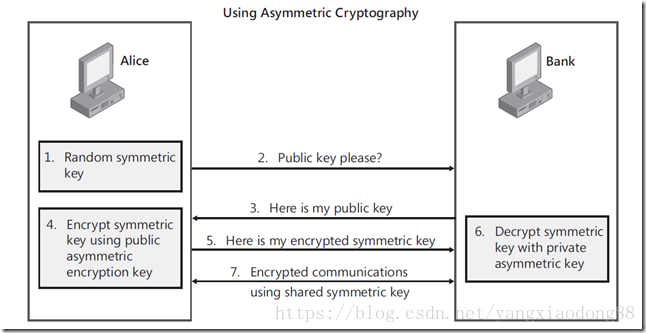 Using Asymmetric Cryptography
Alice
Bank
1. Random symmetric
key
2. Public key please?
3. Here is my public key
4. Encrypt symmetric
key using public
asymmetric
encryption key
5. Here is my encrypted symmetric key
6. Decrypt symmetric
key with private
asymmetric key
7. Encrypted communications
using shared symmetric key
https://blog.csdn.net/yangxiaodong88